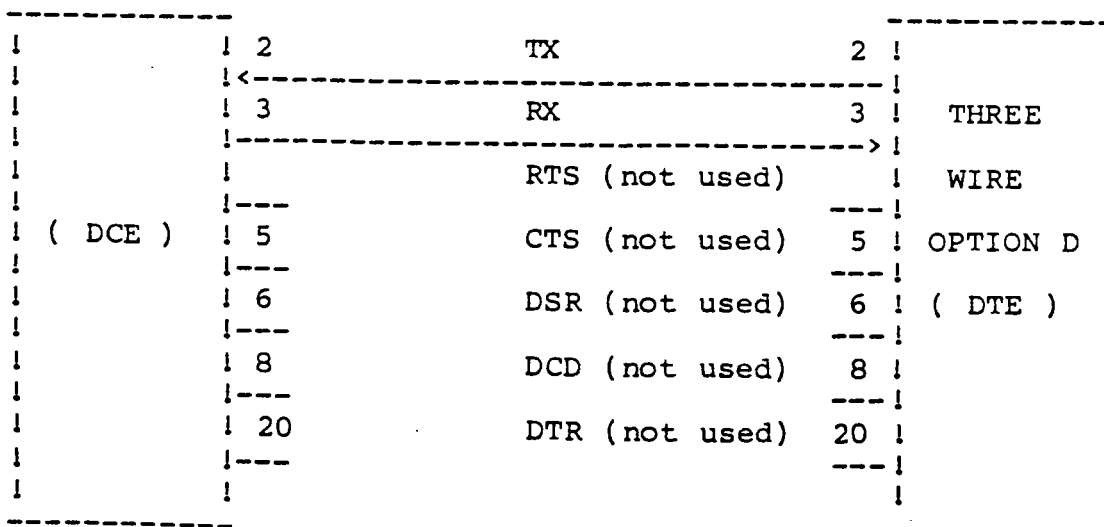 2 TX 2
3 RX 3 THREE
RTS (not used) WIRE
( DCE ) 5 CTS (not used) 5 OPTION D
6 DSR (not used) 6 ( DTE )
8 DCD (not used) 8
20 DTR (not used) 20